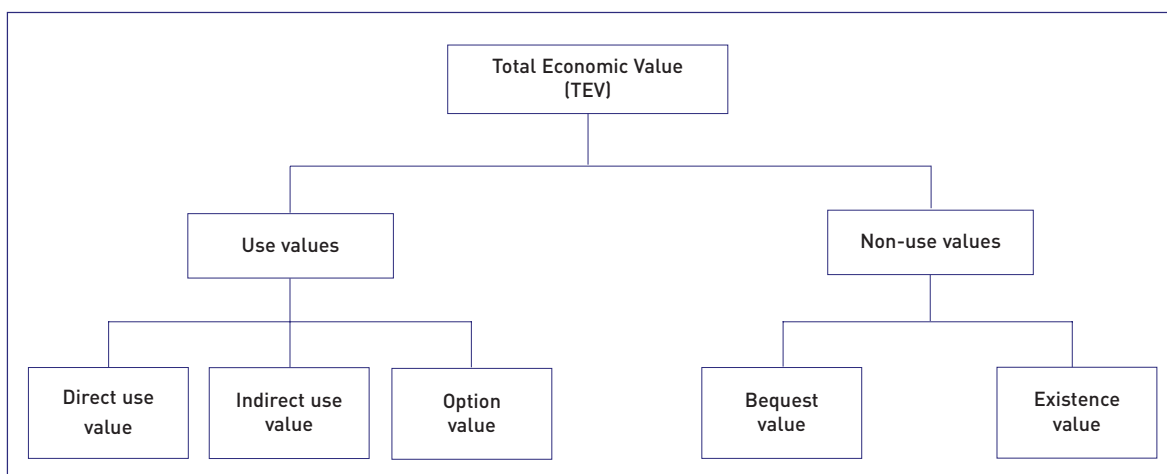 Total Economic Value
(TEV)
Use values
Non-use values
Direct use
value
Indirect use
value
Option
value
Bequest
value
Existence
value